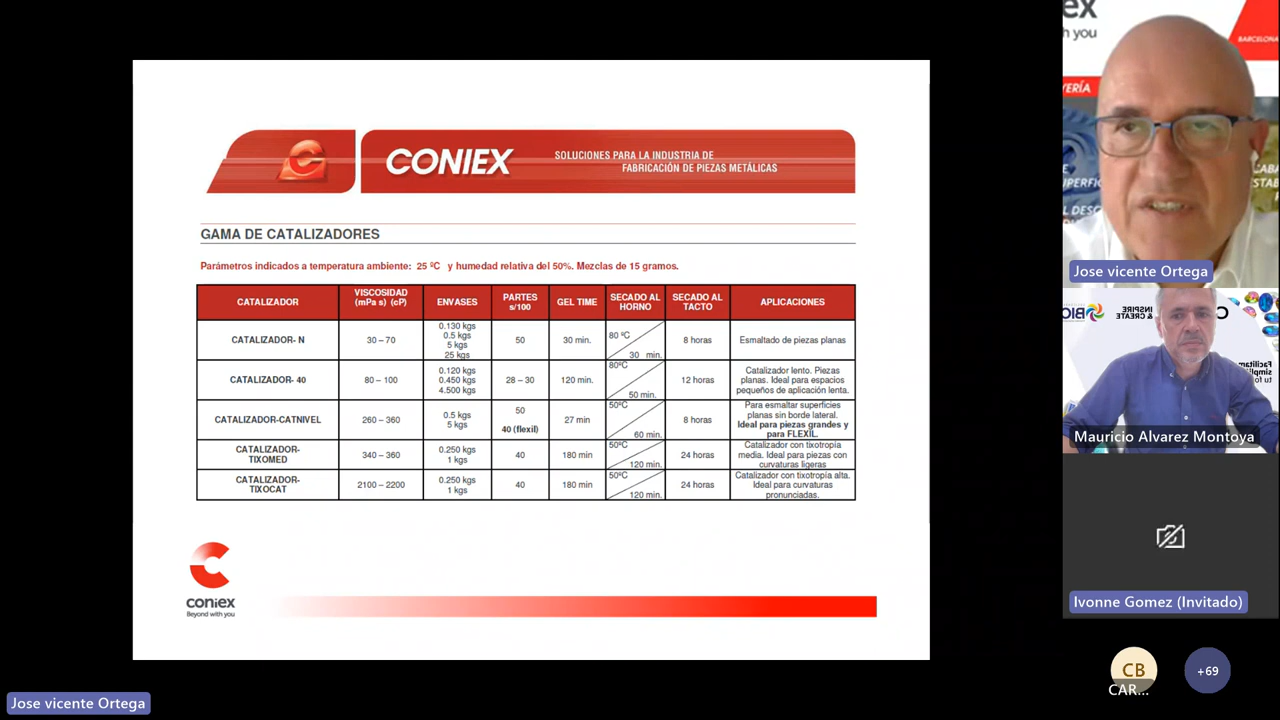 CONIEX
SOLUCIONES PARA LA INDUSTRIA DE
FABRICACIÓN DE PIEZAS METÁLICAS
GAMA DE CATALIZADORES
Parámetros indicados a temperatura ambiente: 25 ºC y humedad relativa del 50%. Mezclas de 15 gramos.
CATALIZADOR
VISCOSIDAD
(mPa s) (cP)
ENVASES
PARTES
s/100
GEL TIME
SECADO AL
HORNO
SECADO AL
TACTO
APLICACIONES
CATALIZADOR- N
30 – 70
0.130 kgs
0.5 kgs
5 kgs
25 kgs
50
30 min.
80 ºC
30 min.
8 horas
Esmaltado de piezas planas
CATALIZADOR- 40
80 – 100
0.120 kgs
0.450 kgs
4.500 kgs
28 – 30
120 min.
80ºC
50 min.
12 horas
Catalizador lento. Piezas
planas. Ideal para espacios
pequeños de aplicación lenta.
CATALIZADOR-CATNIVEL
260 – 360
0.5 kgs
5 kgs
50
40 (flexil)
27 min
50ºC
60 min.
8 horas
Para esmaltar superficies
planas sin borde lateral.
Ideal para piezas grandes y
para FLEXIL.
CATALIZADOR-
TIXOMED
340 – 360
0.250 kgs
1 kgs
40
180 min
50ºC
120 min.
24 horas
Catalizador con tixotropía
media. Ideal para piezas con
curvaturas ligeras
CATALIZADOR-
TIXOCAT
2100 – 2200
0.250 kgs
1 kgs
40
180 min
50ºC
120 min.
24 horas
Catalizador con tixotropía alta.
Ideal para curvaturas
pronunciadas.
coniex
Beyond with you
ex
h you
BARCELONA
YERÍA
Jose vicente Ortega
INSPIRE
& CREATE
BIO
Mauricio Alvarez Montoya
Ivonne Gomez (Invitado)
CB
CAR...
+69
Jose vicente Ortega